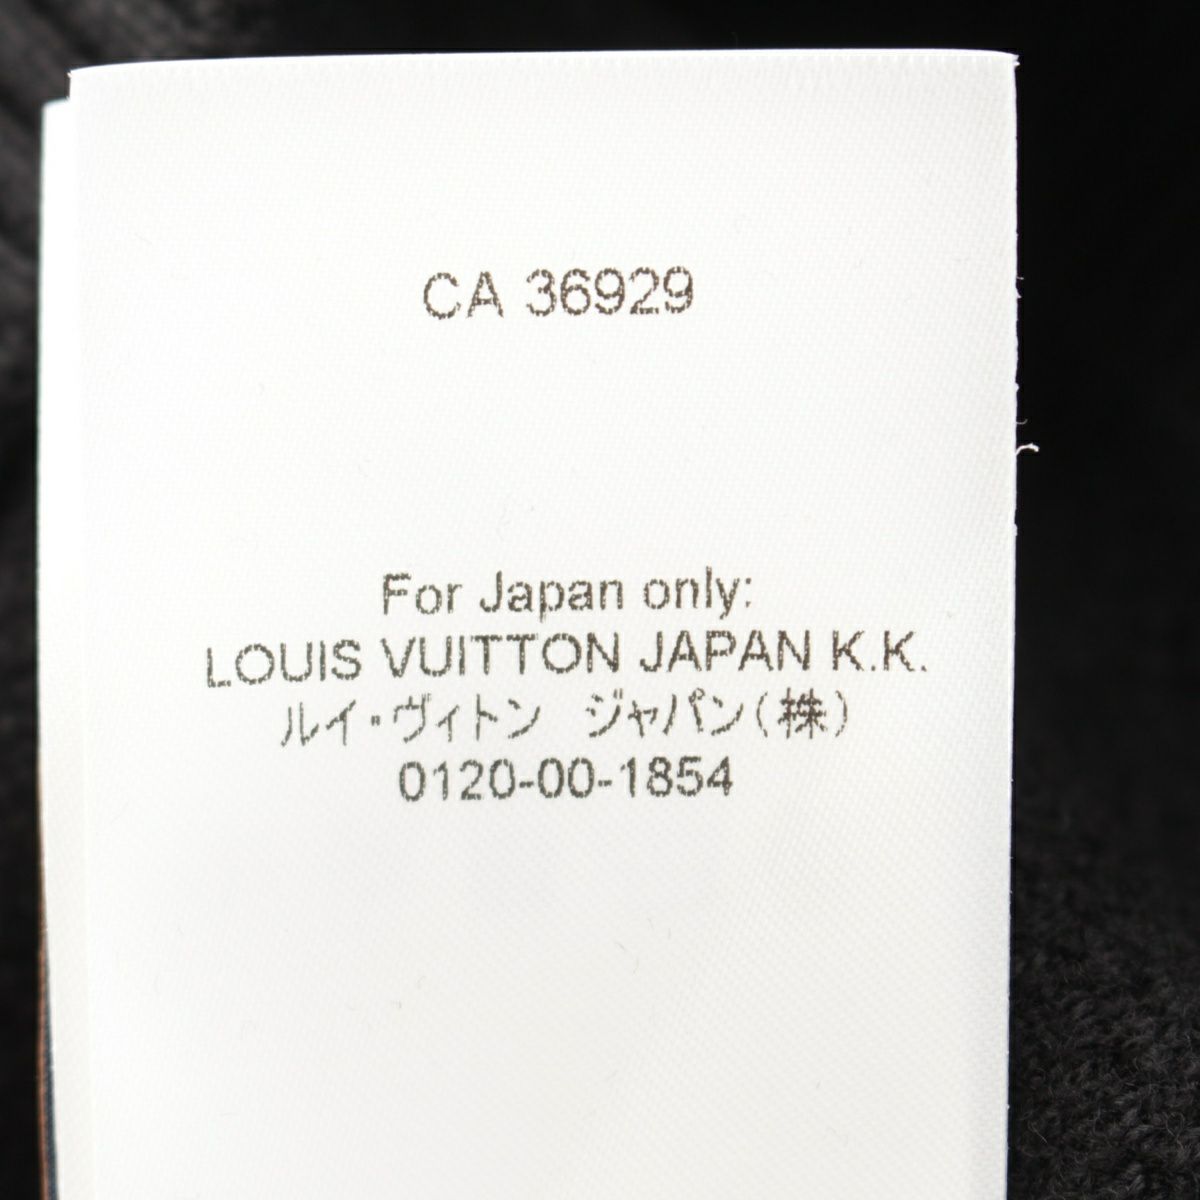 CA 36929
For Japan only:
LOUIS VUITTON JAPAN K.K.
ルイ・ヴィトン　ジャパン(株)
0120-00-1854